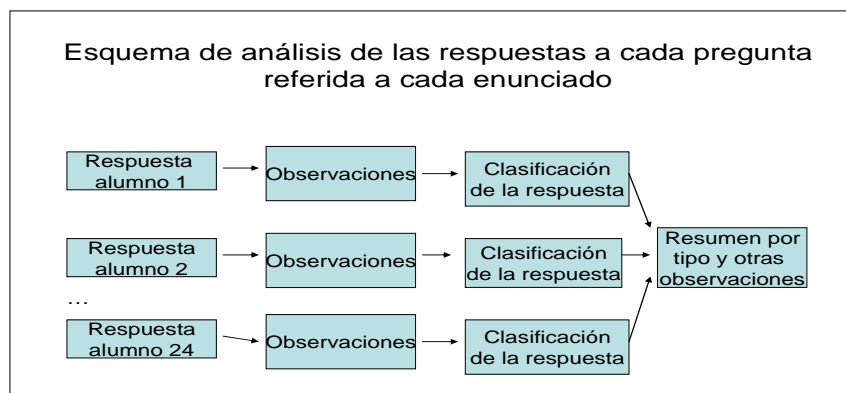 Esquema de análisis de las respuestas a cada pregunta
referida a cada enunciado
Respuesta
alumno 1
Observaciones
Clasificación
de la respuesta
Respuesta
alumno 2
Observaciones
Clasificación
de la respuesta
Resumen por
tipo y otras
observaciones
...
Respuesta
alumno 24
Observaciones
Clasificación
de la respuesta